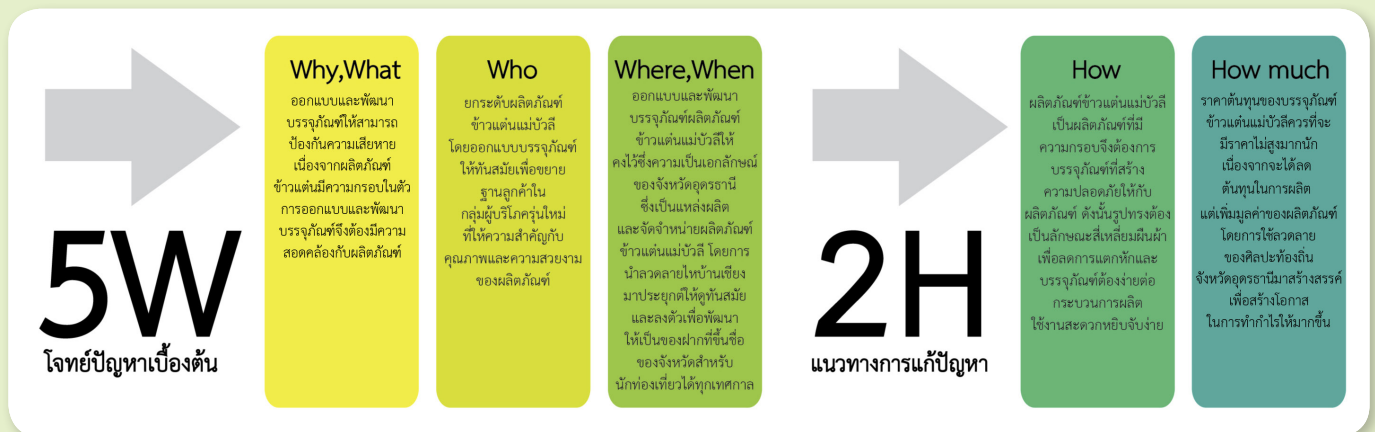 5W
โจทย์ปัญหาเบื้องต้น
Why,What
ออกแบบและพัฒนา
บรรจุภัณฑ์ให้สามารถ
ป้องกันความเสียหาย
เนื่องจากผลิตภัณฑ์
ข้าวแต๋นมีความกรอบในตัว
การออกแบบและพัฒนา
บรรจุภัณฑ์จึงต้องมีความ
สอดคล้องกับผลิตภัณฑ์
Who
ยกระดับผลิตภัณฑ์
ข้าวแต๋นแม่บัวลี
โดยออกแบบบรรจุภัณฑ์
ให้ทันสมัยเพื่อขยาย
ฐานลูกค้าใน
กลุ่มผู้บริโภครุ่นใหม่
ที่ให้ความสำคัญกับ
คุณภาพและความสวยงาม
ของผลิตภัณฑ์
Where,When
ออกแบบและพัฒนา
บรรจุภัณฑ์ผลิตภัณฑ์
ข้าวแต๋นแม่บัวลีให้
คงไว้ซึ่งความเป็นเอกลักษณ์
ของจังหวัดอุดรธานี
ซึ่งเป็นแหล่งผลิต
และจัดจำหน่ายผลิตภัณฑ์
ข้าวแต๋นแม่บัวลี โดยการ
นำลวดลายไหบ้านเชียง
มาประยุกต์ให้ดูทันสมัย
และลงตัวเพื่อพัฒนา
ให้เป็นของฝากที่ขึ้นชื่อ
ของจังหวัดสำหรับ
นักท่องเที่ยวได้ทุกเทศกาล
2H
แนวทางการแก้ปัญหา
How
ผลิตภัณฑ์ข้าวแต๋นแม่บัวลี
เป็นผลิตภัณฑ์ที่มี
ความกรอบจึงต้องการ
บรรจุภัณฑ์ที่สร้าง
ความปลอดภัยให้กับ
ผลิตภัณฑ์ ดังนั้นรูปทรงต้อง
เป็นลักษณะสี่เหลี่ยมผืนผ้า
เพื่อลดการแตกหักและ
บรรจุภัณฑ์ต้องง่ายต่อ
กระบวนการผลิต
ใช้งานสะดวกหยิบจับง่าย
How much
ราคาต้นทุนของบรรจุภัณฑ์
ข้าวแต๋นแม่บัวลีควรที่จะ
มีราคาไม่สูงมากนัก
เนื่องจากจะได้ลด
ต้นทุนในการผลิต
แต่เพิ่มมูลค่าของผลิตภัณฑ์
โดยการใช้ลวดลาย
ของศิลปะท้องถิ่น
จังหวัดอุดรธานีมาสร้างสรรค์
เพื่อสร้างโอกาส
ในการทำกำไรให้มากขึ้น